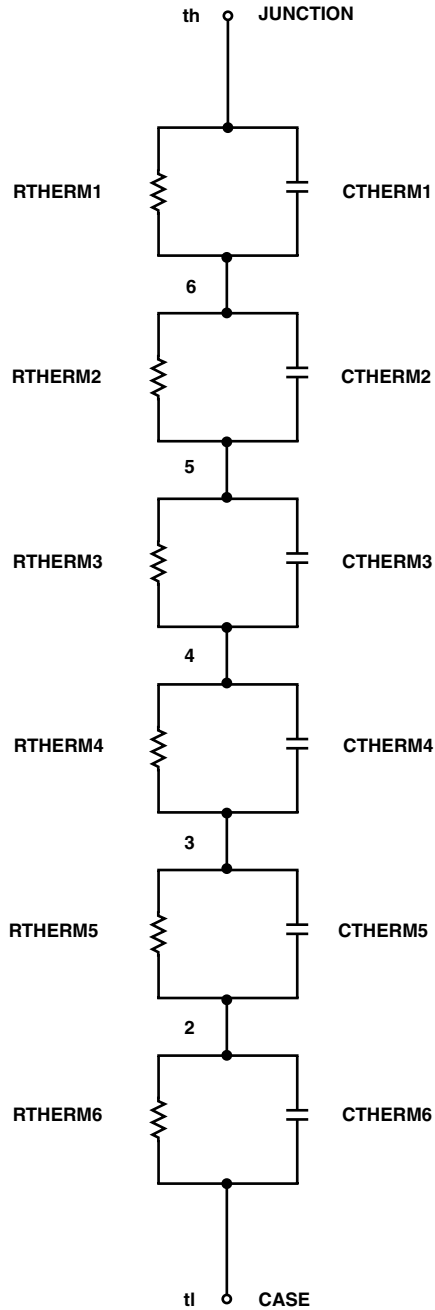 th JUNCTION
RTHERM1 CTHERM1
6
RTHERM2 CTHERM2
5
RTHERM3 CTHERM3
4
RTHERM4 CTHERM4
3
RTHERM5 CTHERM5
2
RTHERM6 CTHERM6
tl CASE